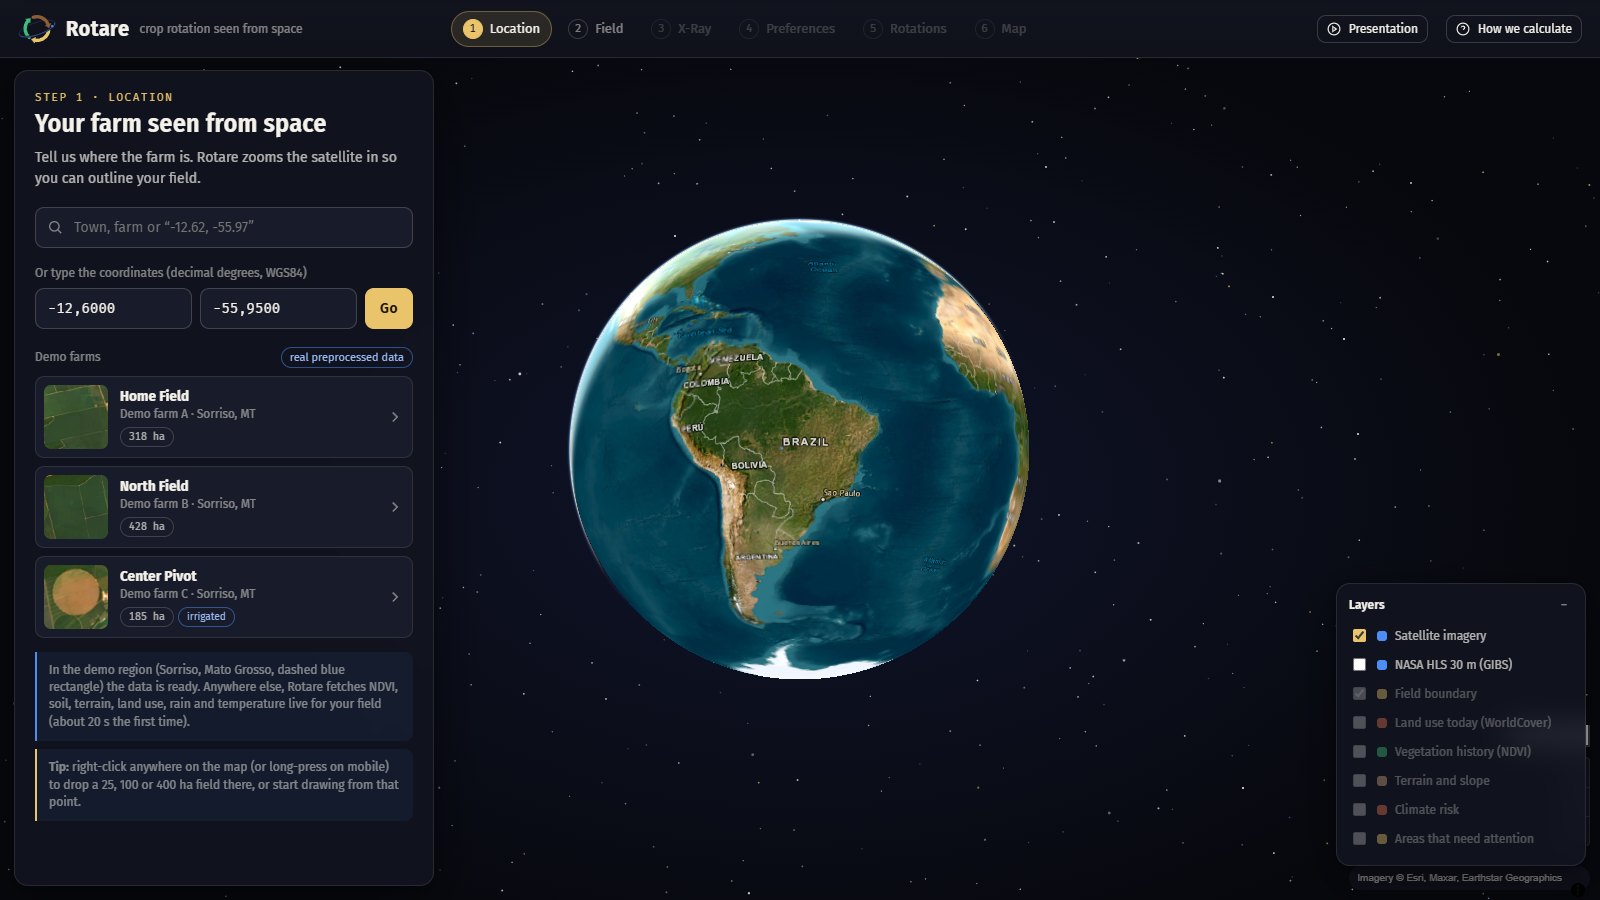 Rotare
crop rotation seen from space
1 Location
2 Field
3 X-Ray
4 Preferences
5 Rotations
6 Map
Presentation
How we calculate
STEP 1 · LOCATION
Your farm seen from space
Tell us where the farm is. Rotare zooms the satellite in so
you can outline your field.
Town, farm or “-12.62, -55.97”
Or type the coordinates (decimal degrees, WGS84)
-12,6000
-55,9500
Go
Demo farms
real preprocessed data
Home Field
Demo farm A · Sorriso, MT
318 ha
North Field
Demo farm B · Sorriso, MT
428 ha
Center Pivot
Demo farm C · Sorriso, MT
185 ha
irrigated
In the demo region (Sorriso, Mato Grosso, dashed blue
rectangle) the data is ready. Anywhere else, Rotare fetches NDVI,
soil, terrain, land use, rain and temperature live for your field
(about 20 s the first time).
Tip: right-click anywhere on the map (or long-press on mobile)
to drop a 25, 100 or 400 ha field there, or start drawing from that
point.
VENEZUELA
COLOMBIA
PERU
BRAZIL
BOLIVIA
Sao Paulo
Buenos Aires
ARGENTINA
Layers
Satellite imagery
NASA HLS 30 m (GIBS)
Field boundary
Land use today (WorldCover)
Vegetation history (NDVI)
Terrain and slope
Climate risk
Areas that need attention
Imagery © Esri, Maxar, Earthstar Geographics